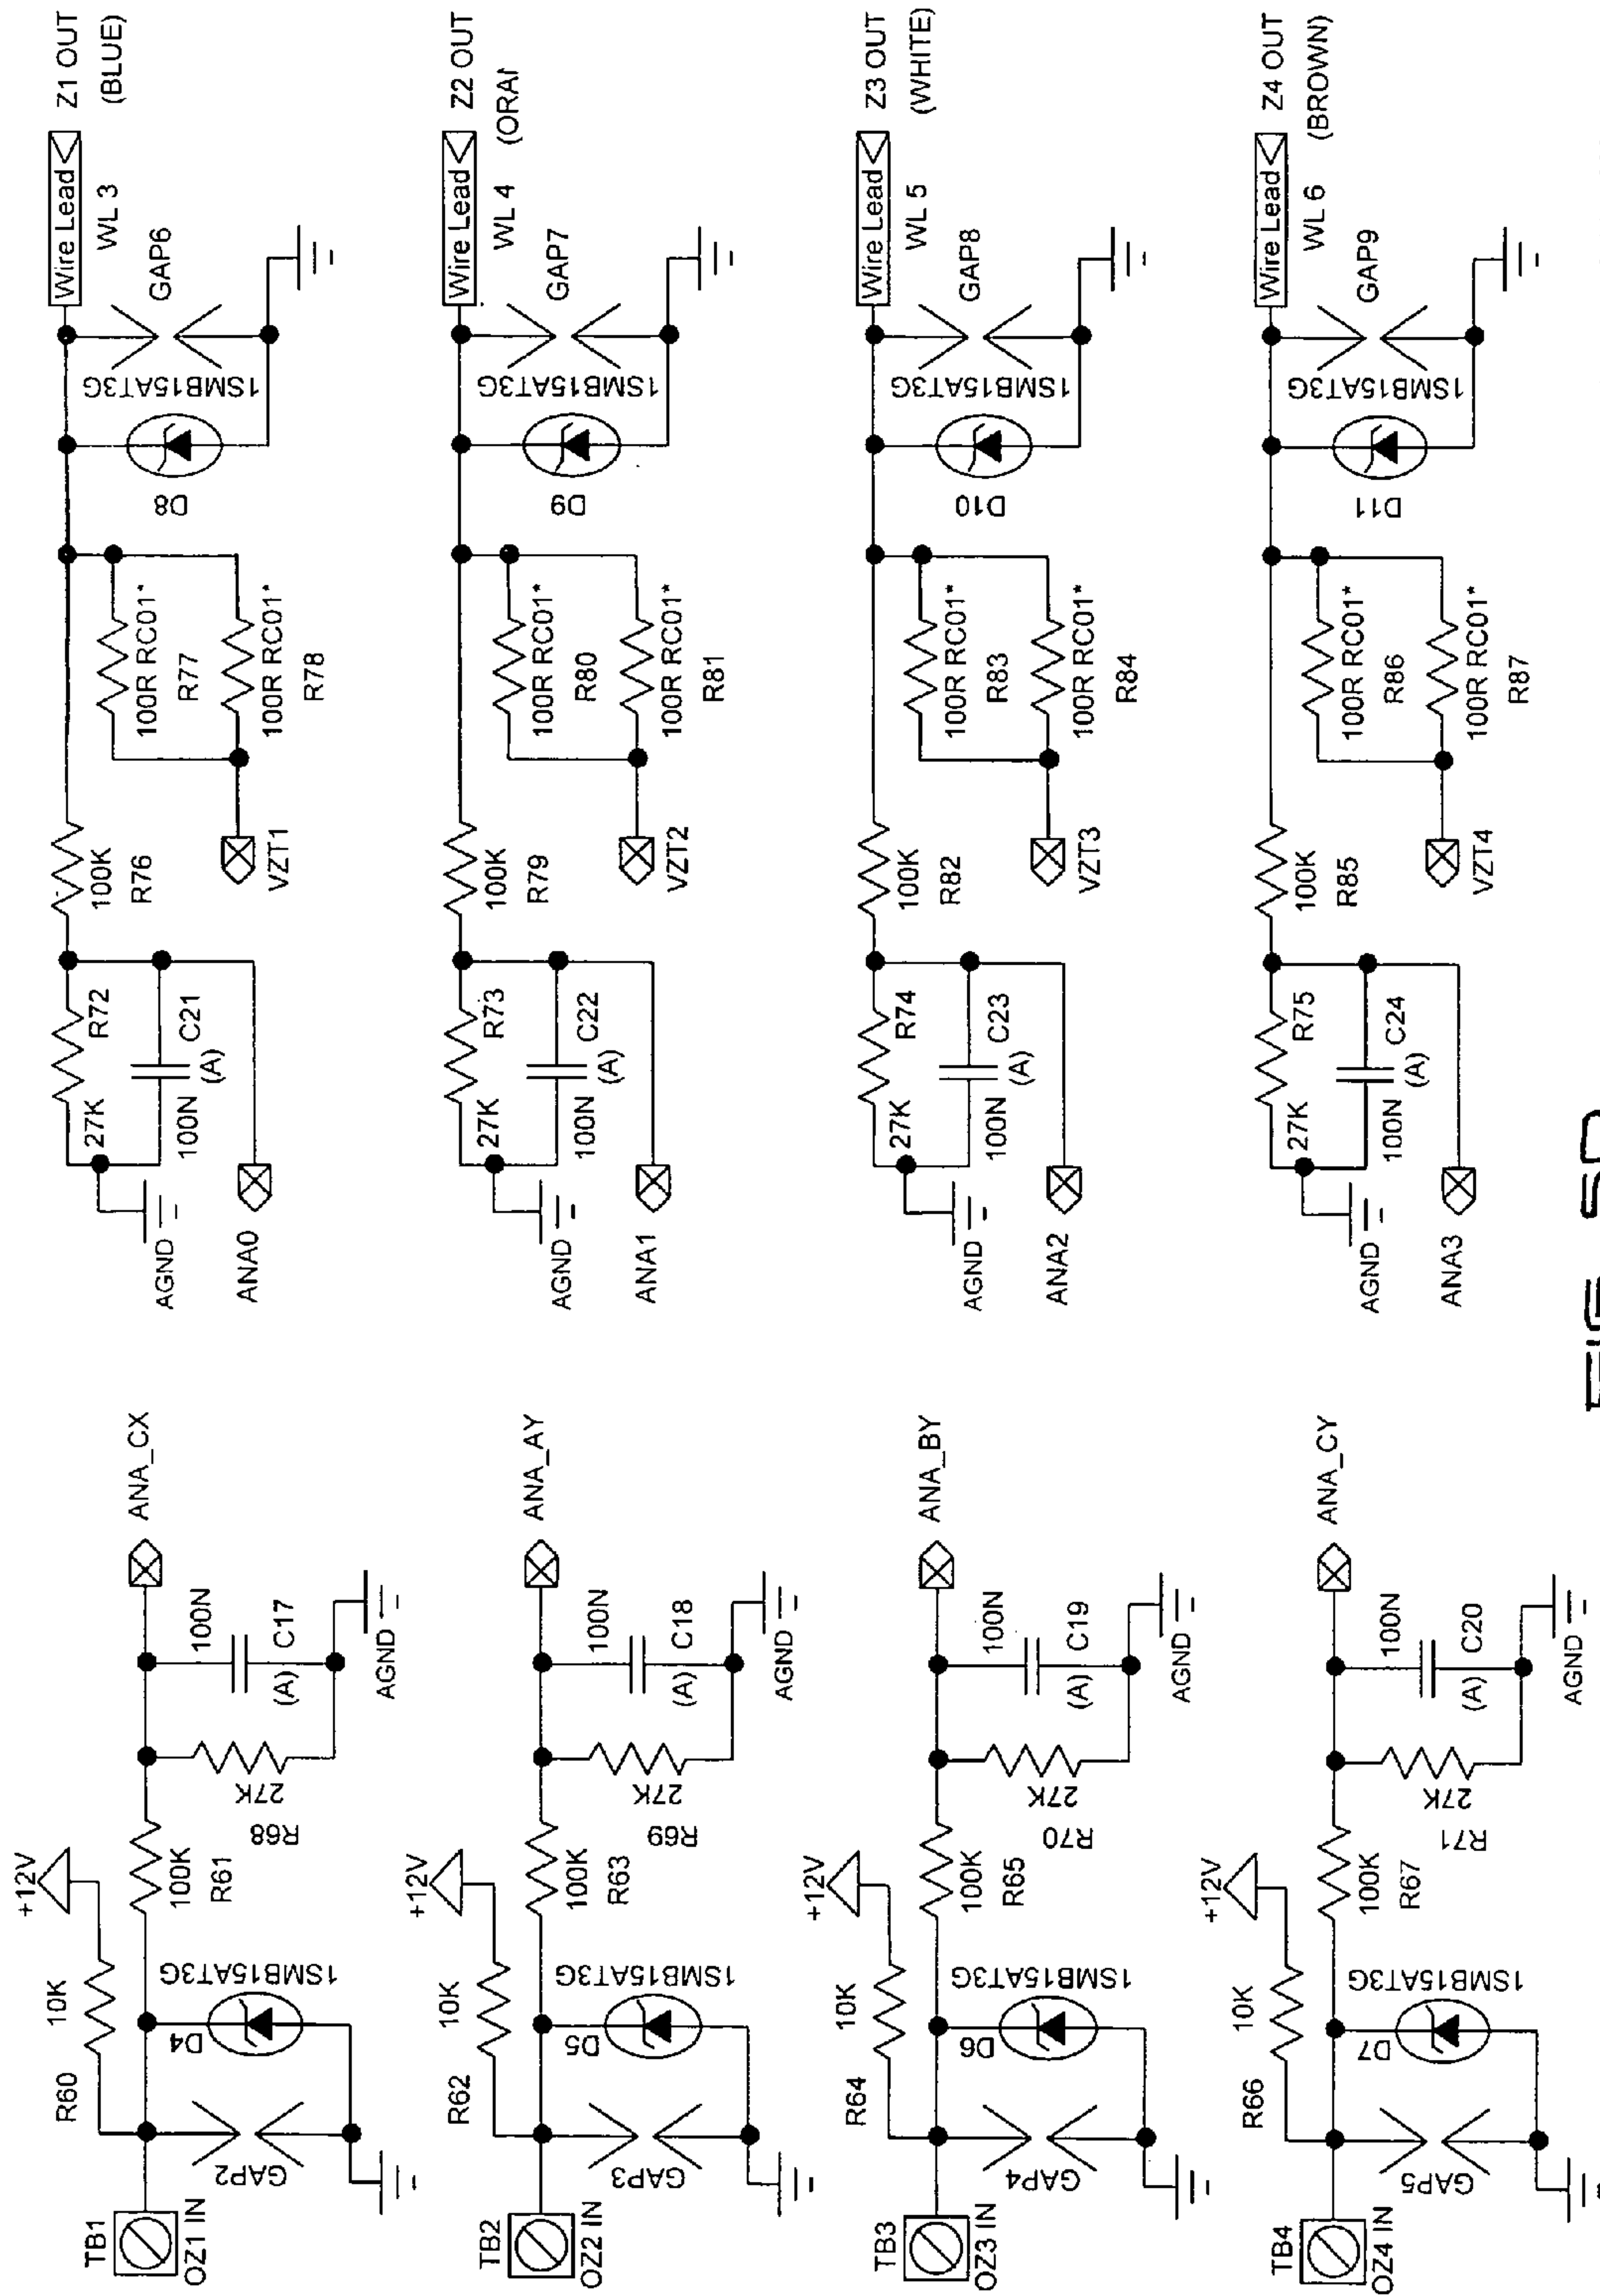 Z1 OUT
(BLUE)
Wire Lead
WL 3
GAP6
1SMB15AT3G
D8
100R RC01*
R77
100R RC01*
R78
VZT1
100K
R76
R72
27K
C21
(A)
100N
AGND
ANA0
Z2 OUT
Wire Lead
WL 4
GAP7
1SMB15AT3G
D9
100R RC01*
R80
100R RC01*
R81
VZT2
100K
R79
R73
27K
C22
(A)
100N
AGND
ANA1
Z3 OUT
(WHITE)
Wire Lead
WL 5
GAP8
1SMB15AT3G
D10
100R RC01*
R83
100R RC01*
R84
VZT3
100K
R82
R74
27K
C23
(A)
100N
AGND
ANA2
Z4 OUT
(BROWN)
Wire Lead
WL 6
GAP9
1SMB15AT3G
D11
100R RC01*
R86
100R RC01*
R87
VZT4
100K
R85
R75
27K
C24
(A)
100N
AGND
ANA3
TB1
OZ1 IN
R60
10K
+12V
GAP2
D4
1SMB15AT3G
100K
R61
R68
27K
100N
C17
(A)
AGND
ANA_CX
TB2
OZ2 IN
R62
10K
+12V
GAP3
D5
1SMB15AT3G
100K
R63
R69
27K
100N
C18
(A)
AGND
ANA_AY
TB3
OZ3 IN
R64
10K
+12V
GAP4
D6
1SMB15AT3G
100K
R65
R70
27K
100N
C19
(A)
AGND
ANA_BY
TB4
OZ4 IN
R66
10K
+12V
GAP5
D7
1SMB15AT3G
100K
R67
R71
27K
100N
C20
(A)
AGND
ANA_CY